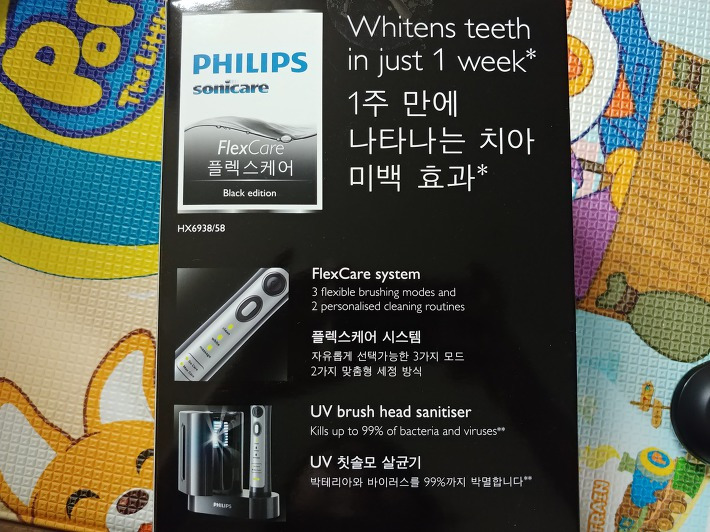 PHILIPS
sonicare
FlexCare
플렉스케어
Black edition
HX6938/58
Whitens teeth
in just 1 week*
1주 만에
나타나는 치아
미백 효과*
FlexCare system
3 flexible brushing modes and
2 personalised cleaning routines
플렉스케어 시스템
자유롭게 선택가능한 3가지 모드
2가지 맞춤형 세정 방식
UV brush head sanitiser
Kills up to 99% of bacteria and viruses**
UV 칫솔모 살균기
박테리아와 바이러스를 99%까지 박멸합니다**
PHILIPS
The Little